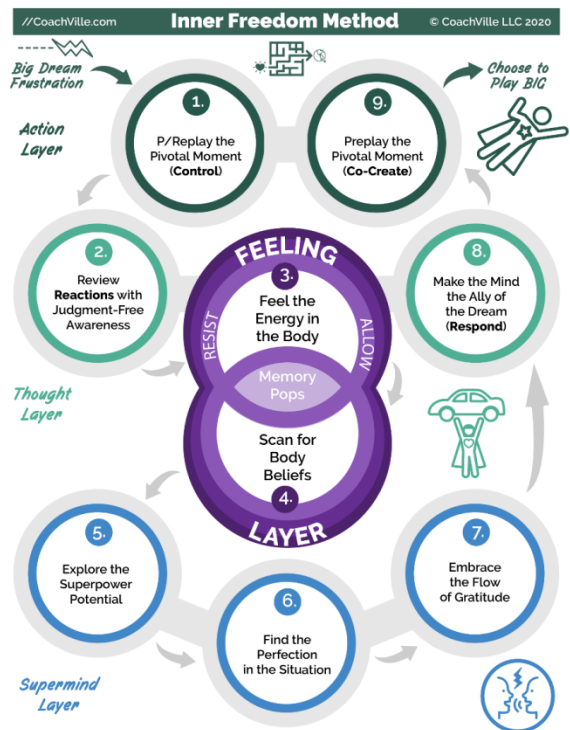 //CoachVille.com
Inner Freedom Method
© CoachVille LLC 2020
Big Dream
Frustration
Choose to
Play BIG
Action
Layer
1.
P/Replay the
Pivotal Moment
(Control)
9.
Preplay the
Pivotal Moment
(Co-Create)
2.
Review
Reactions with
Judgment-Free
Awareness
FEELING
3.
Feel the
Energy in
the Body
RESIST
ALLOW
Memory
Pops
Scan for
Body
Beliefs
4.
LAYER
8.
Make the Mind
the Ally of
the Dream
(Respond)
Thought
Layer
5.
Explore the
Superpower
Potential
6.
Find the
Perfection
in the Situation
7.
Embrace
the Flow
of Gratitude
Supermind
Layer